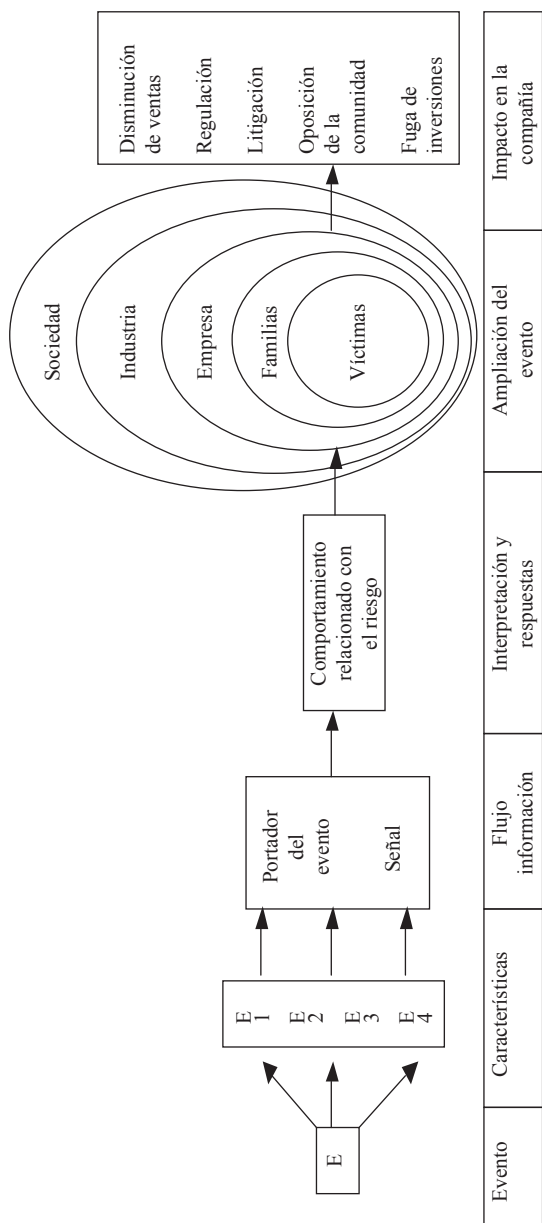 E
E
1
E
2
E
3
E
4
Portador
del
evento
Señal
Comportamiento
relacionado con
el riesgo
Sociedad
Industria
Empresa
Familias
Víctimas
Disminución
de ventas
Regulación
Litigación
Oposición
de la
comunidad
Fuga de
inversiones
Evento
Características
Flujo
información
Interpretación y
respuestas
Ampliación del
evento
Impacto en la
compañía